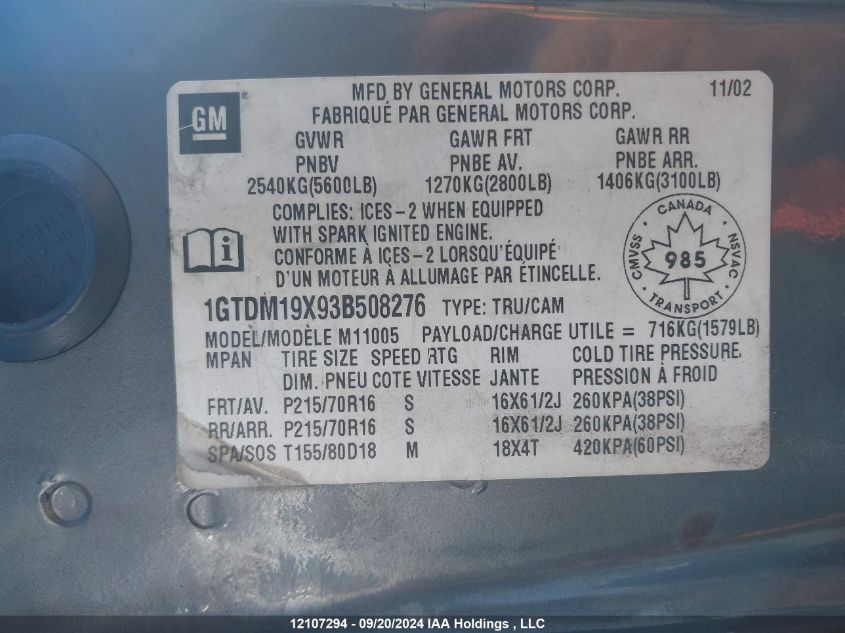 MFD BY GENERAL MOTORS CORP. 11/02
FABRIQUÉ PAR GENERAL MOTORS CORP.
GM
GVWR GAWR FRT GAWR RR
PNBV PNBE AV. PNBE ARR.
2540KG(5600LB) 1270KG(2800LB) 1406KG(3100LB)
COMPLIES: ICES-2 WHEN EQUIPPED
WITH SPARK IGNITED ENGINE.
CONFORME À ICES-2 LORSQU'ÉQUIPÉ
D'UN MOTEUR À ALLUMAGE PAR ÉTINCELLE.
i
CANADA
CMVSS 985 NSVAC
TRANSPORT
1GTDM19X93B508276 TYPE: TRU/CAM
MODEL/MODÈLE M11005 PAYLOAD/CHARGE UTILE = 716KG(1579LB)
MPAN TIRE SIZE SPEED RTG RIM COLD TIRE PRESSURE.
DIM. PNEU COTE VITESSE JANTE PRESSION À FROID
FRT/AV. P215/70R16 S 16X61/2J 260KPA(38PSI)
RR/ARR. P215/70R16 S 16X61/2J 260KPA(38PSI)
SPA/SOS T155/80D18 M 18X4T 420KPA(60PSI)
12107294 - 09/20/2024 IAA Holdings , LLC